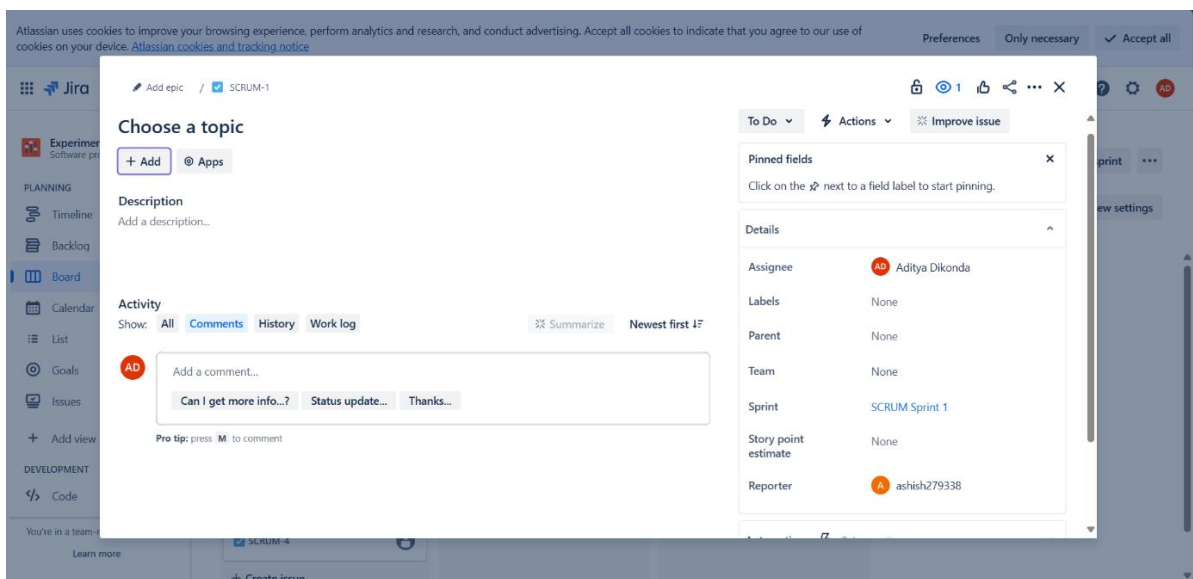 Atlassian uses cookies to improve your browsing experience, perform analytics and research, and conduct advertising. Accept all cookies to indicate that you agree to our use of
cookies on your device. Atlassian cookies and tracking notice
Preferences
Only necessary
Accept all
Jira
AD
Add epic / SCRUM-1
1
Choose a topic
+ Add
Apps
Description
Add a description...
Activity
Show: All Comments History Work log
Summarize
Newest first
AD
Add a comment...
Can I get more info...? Status update... Thanks...
Pro tip: press M to comment
To Do
Actions
Improve issue
Pinned fields
Click on the next to a field label to start pinning.
Details
Assignee AD Aditya Dikonda
Labels None
Parent None
Team None
Sprint SCRUM Sprint 1
Story point
estimate
None
Reporter A ashish279338
Software
PLANNING
Timeline
Backlog
Board
Calendar
List
Goals
Issues
+ Add view
DEVELOPMENT
Code
You're in a team-
Learn more
SCRUM-4
+ Create issue
settings